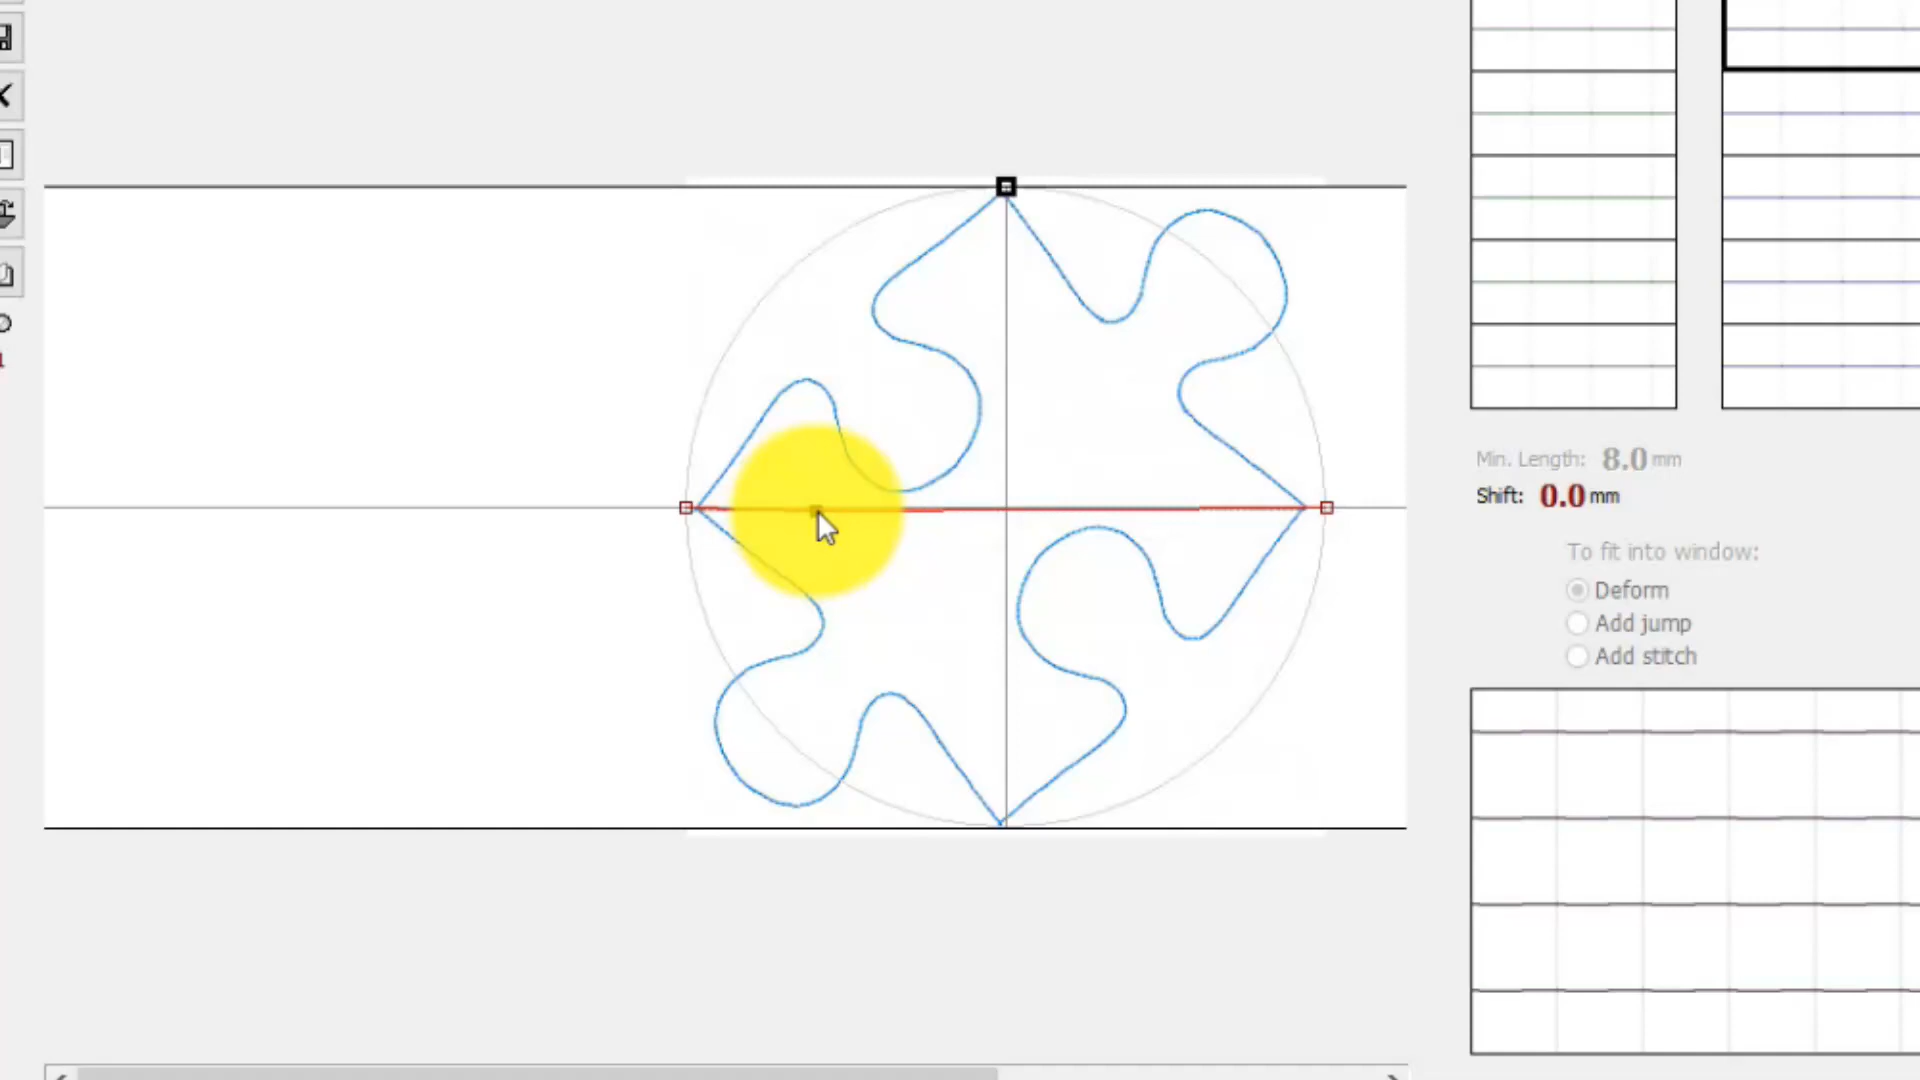 Min. Length: 8.0 mm
Shift: 0.0 mm
To fit into window:
Deform
Add jump
Add stitch